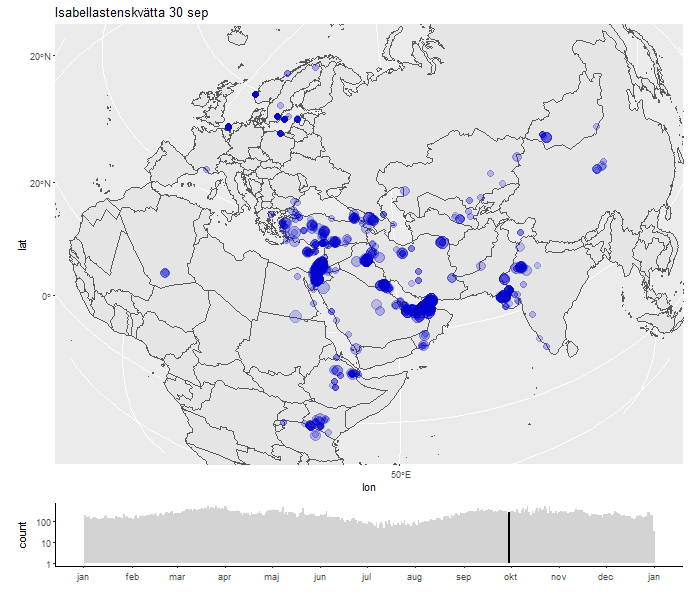 Isabellastenskvätta 30 sep
20°N
20°N
0°
lat
50°E
lon
count
100
10
1
jan feb mar apr maj jun jul aug sep okt nov dec jan